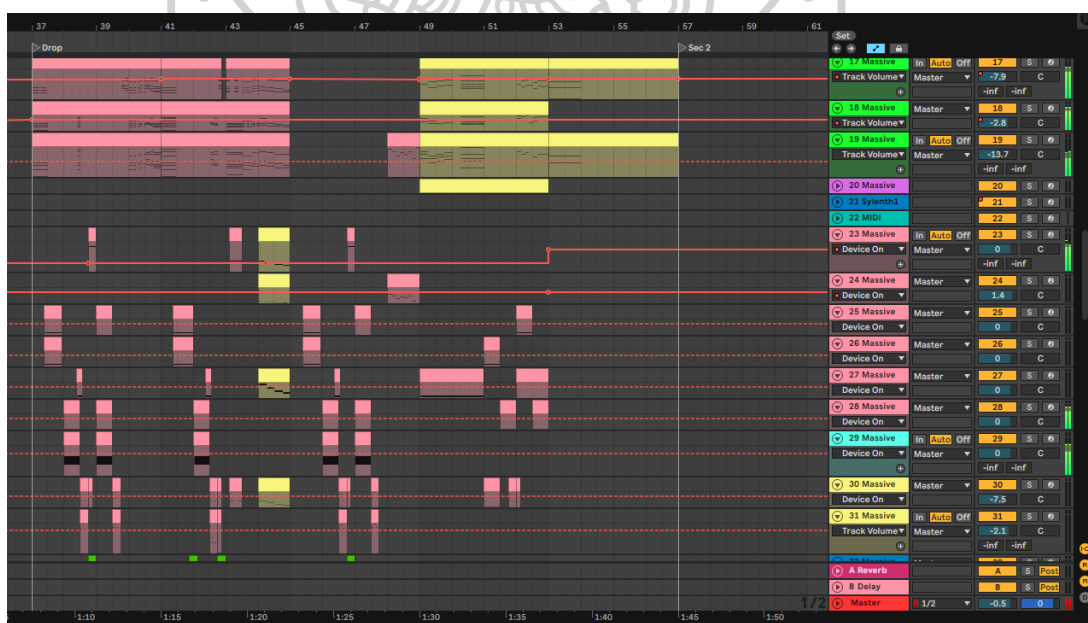 37 39 41 43 45 47 49 51 53 55 57 59 61
Set
Drop
Sec 2
17 Massive In Auto Off 17 S
Track Volume Master -7.9 C
-inf -inf
18 Massive Master 18 S
Track Volume -2.8 C
19 Massive In Auto Off 19 S
Track Volume Master -13.7 C
-inf -inf
20 Massive 20 S
21 Sylenth1 21 S
22 MIDI 22 S
23 Massive In Auto Off 23 S
Device On Master 0 C
-inf -inf
24 Massive Master 24 S
Device On 1.4 C
25 Massive Master 25 S
Device On 0 C
26 Massive Master 26 S
Device On 0 C
27 Massive Master 27 S
Device On 0 C
28 Massive Master 28 S
Device On 0 C
29 Massive In Auto Off 29 S
Device On Master 0 C
-inf -inf
30 Massive Master 30 S
Device On -7.5 C
31 Massive In Auto Off 31 S
Track Volume Master -2.1 C
-inf -inf
A Reverb A S Post
B Delay B S Post
1/2 Master 1/2 -0.5 0
1:10 1:15 1:20 1:25 1:30 1:35 1:40 1:45 1:50